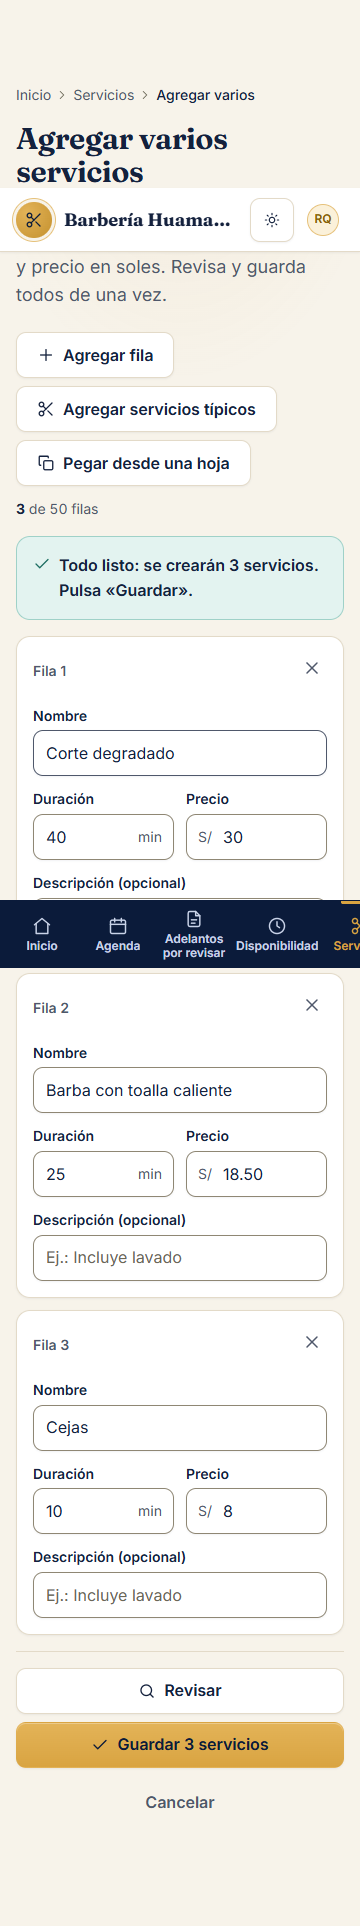 Inicio > Servicios > Agregar varios
Agregar varios
servicios
Barbería Huama...
RQ
y precio en soles. Revisa y guarda
todos de una vez.
Agregar fila
Agregar servicios típicos
Pegar desde una hoja
3 de 50 filas
Todo listo: se crearán 3 servicios.
Pulsa «Guardar».
Fila 1
Nombre
Corte degradado
Duración Precio
40 min S/ 30
Descripción (opcional)
Inicio Agenda Adelantos por revisar Disponibilidad Serv
Fila 2
Nombre
Barba con toalla caliente
Duración Precio
25 min S/ 18.50
Descripción (opcional)
Ej.: Incluye lavado
Fila 3
Nombre
Cejas
Duración Precio
10 min S/ 8
Descripción (opcional)
Ej.: Incluye lavado
Revisar
Guardar 3 servicios
Cancelar